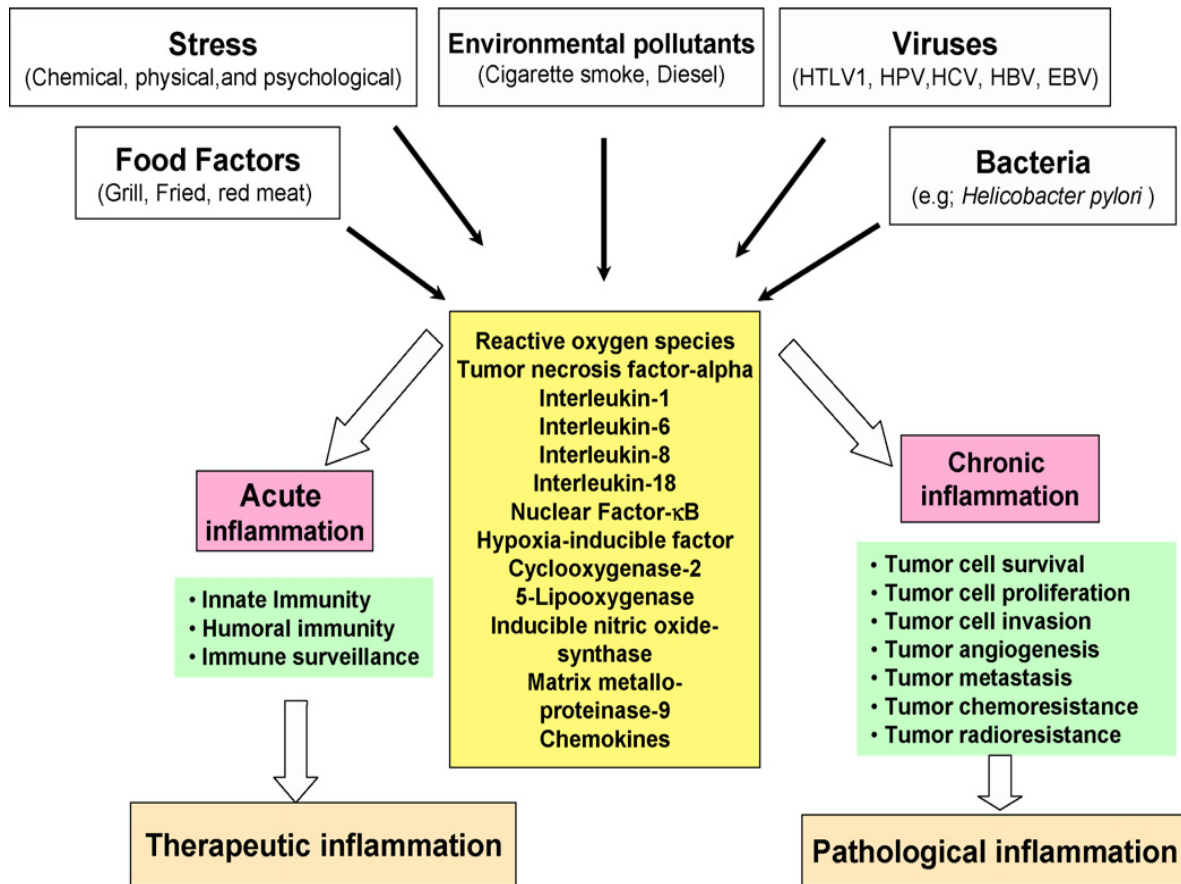 Stress
(Chemical, physical,and psychological)
Environmental pollutants
(Cigarette smoke, Diesel)
Viruses
(HTLV1, HPV,HCV, HBV, EBV)
Food Factors
(Grill, Fried, red meat)
Bacteria
(e.g; Helicobacter pylori )
Reactive oxygen species
Tumor necrosis factor-alpha
Interleukin-1
Interleukin-6
Interleukin-8
Interleukin-18
Nuclear Factor-κB
Hypoxia-inducible factor
Cyclooxygenase-2
5-Lipooxygenase
Inducible nitric oxide-
synthase
Matrix metallo-
proteinase-9
Chemokines
Acute
inflammation
• Innate Immunity
• Humoral immunity
• Immune surveillance
Therapeutic inflammation
Chronic
inflammation
• Tumor cell survival
• Tumor cell proliferation
• Tumor cell invasion
• Tumor angiogenesis
• Tumor metastasis
• Tumor chemoresistance
• Tumor radioresistance
Pathological inflammation